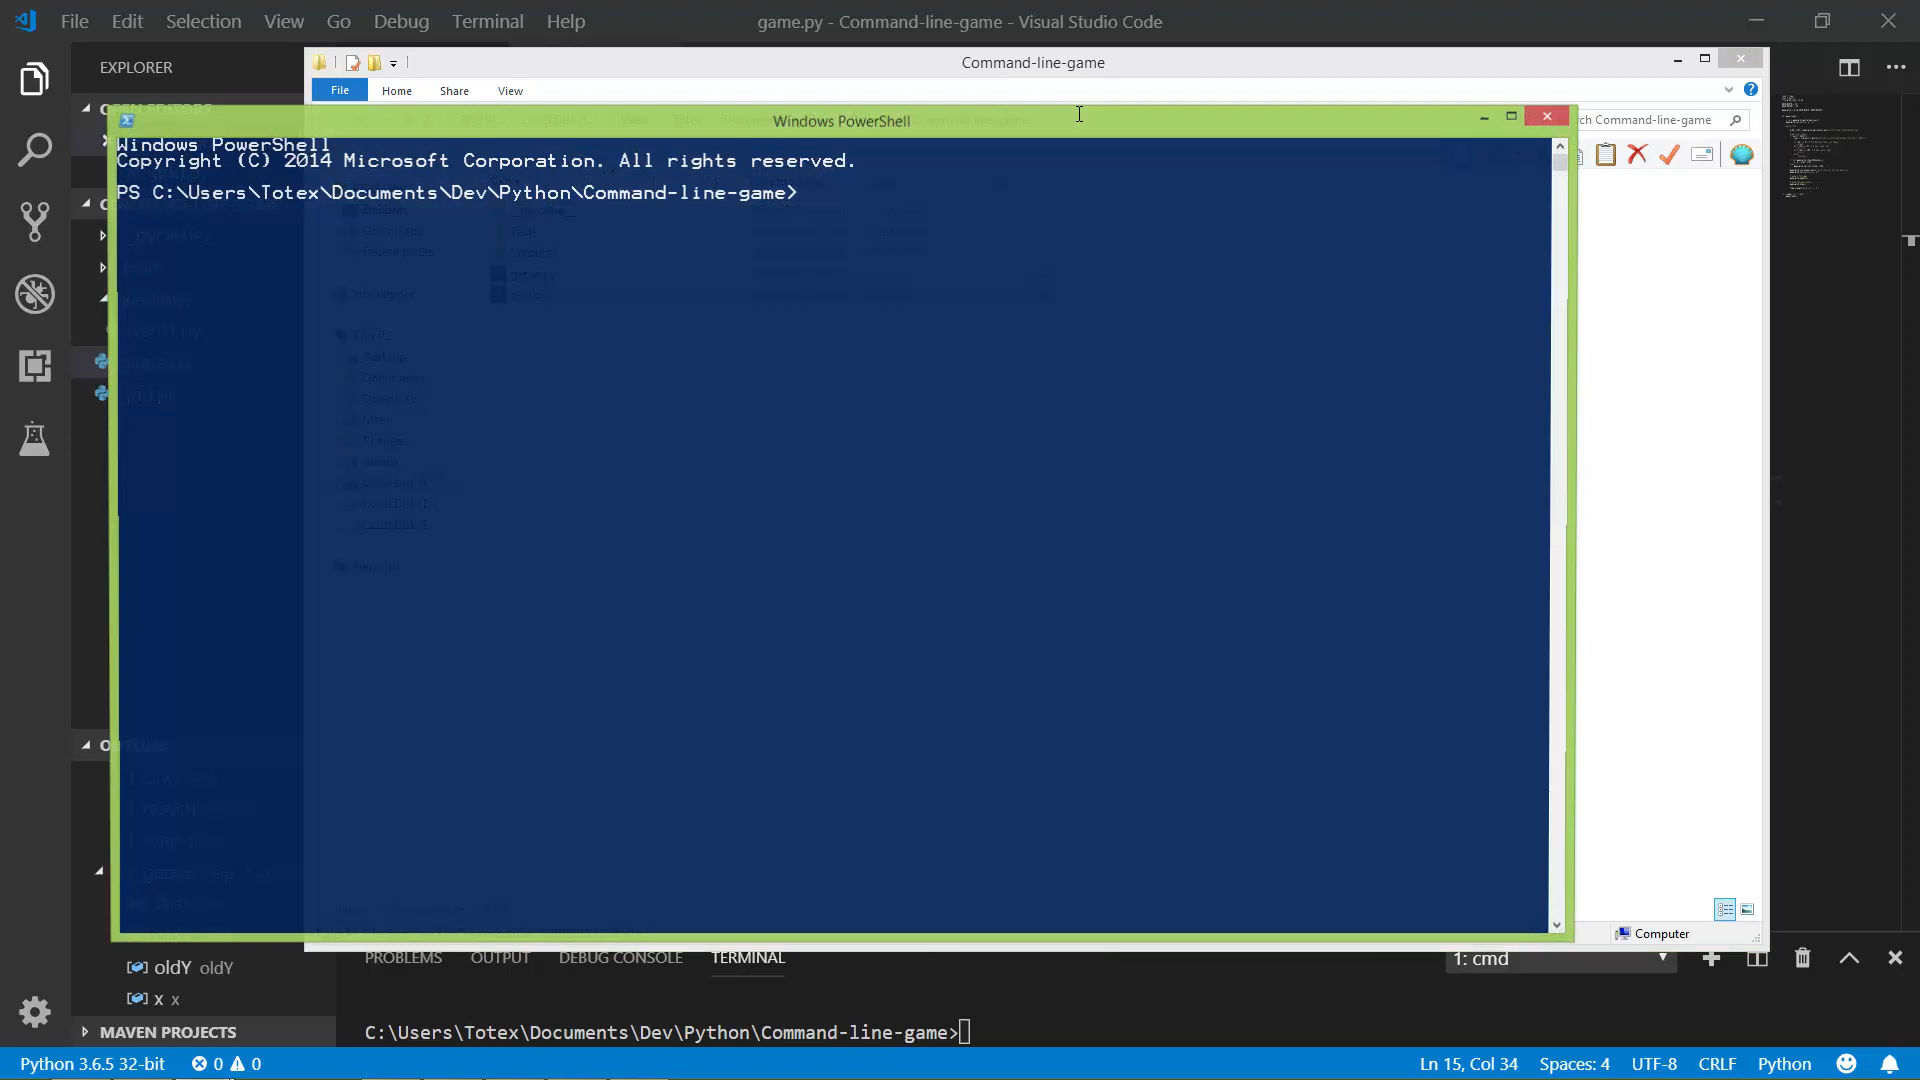 File Edit Selection View Go Debug Terminal Help
game.py - Command-line-game - Visual Studio Code
EXPLORER
Command-line-game
File Home Share View
Windows PowerShell
Command-line-game
Windows PowerShell
Copyright (C) 2014 Microsoft Corporation. All rights reserved.
PS C:\Users\Totex\Documents\Dev\Python\Command-line-game>
Computer
PROBLEMS OUTPUT DEBUG CONSOLE TERMINAL
1: cmd
oldY oldY
x x
MAVEN PROJECTS
C:\Users\Totex\Documents\Dev\Python\Command-line-game>
Python 3.6.5 32-bit
0 0
Ln 15, Col 34 Spaces: 4 UTF-8 CRLF Python